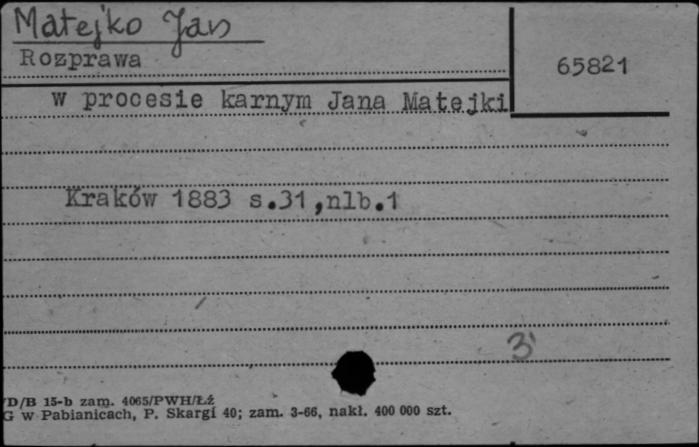 Matejko Jan
Rozprawa
65821
w procesie karnym Jana Matejki
Kraków 1883 s.31,nlb.1
3
D/B 15-b zam. 4065/PWH/Łź
G w Pabianicach, P. Skargi 40; zam. 3-66, nakł. 400 000 szt.